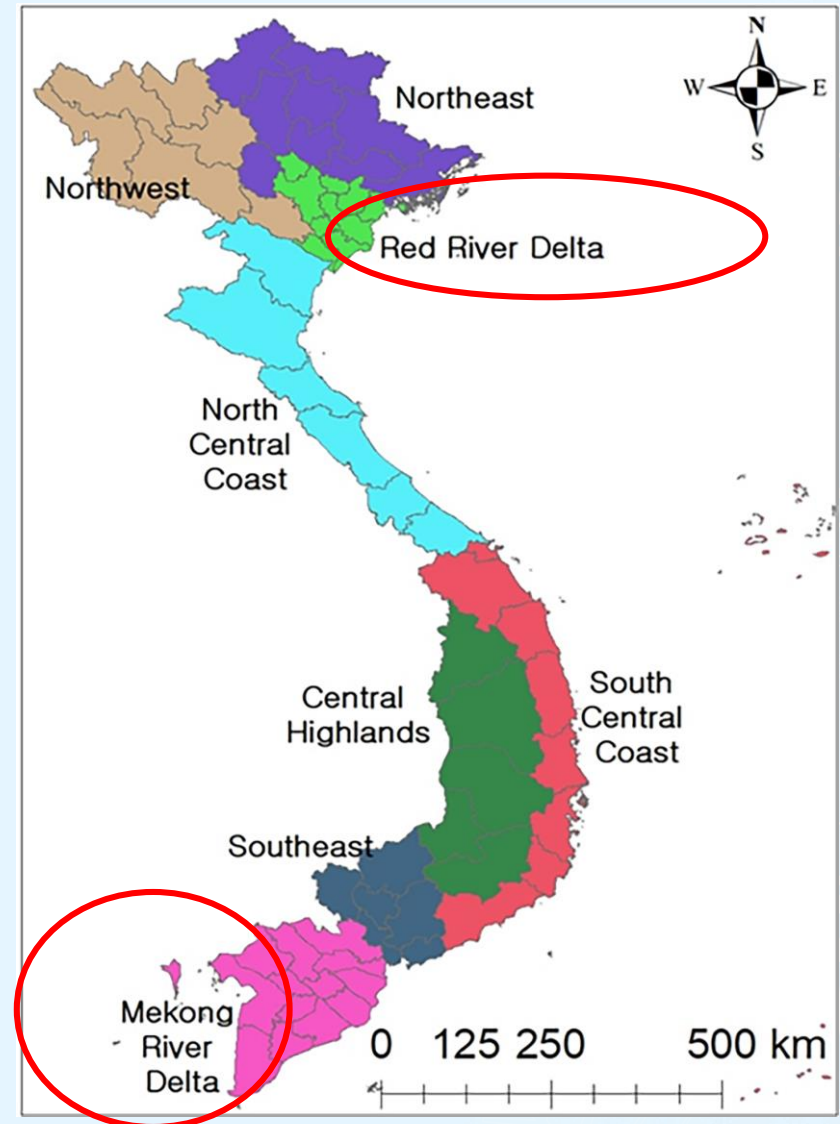 N
W E
S
Northeast
Northwest
Red River Delta
North
Central
Coast
Central
Highlands
South
Central
Coast
Southeast
Mekong
River
Delta
0 125 250 500 km